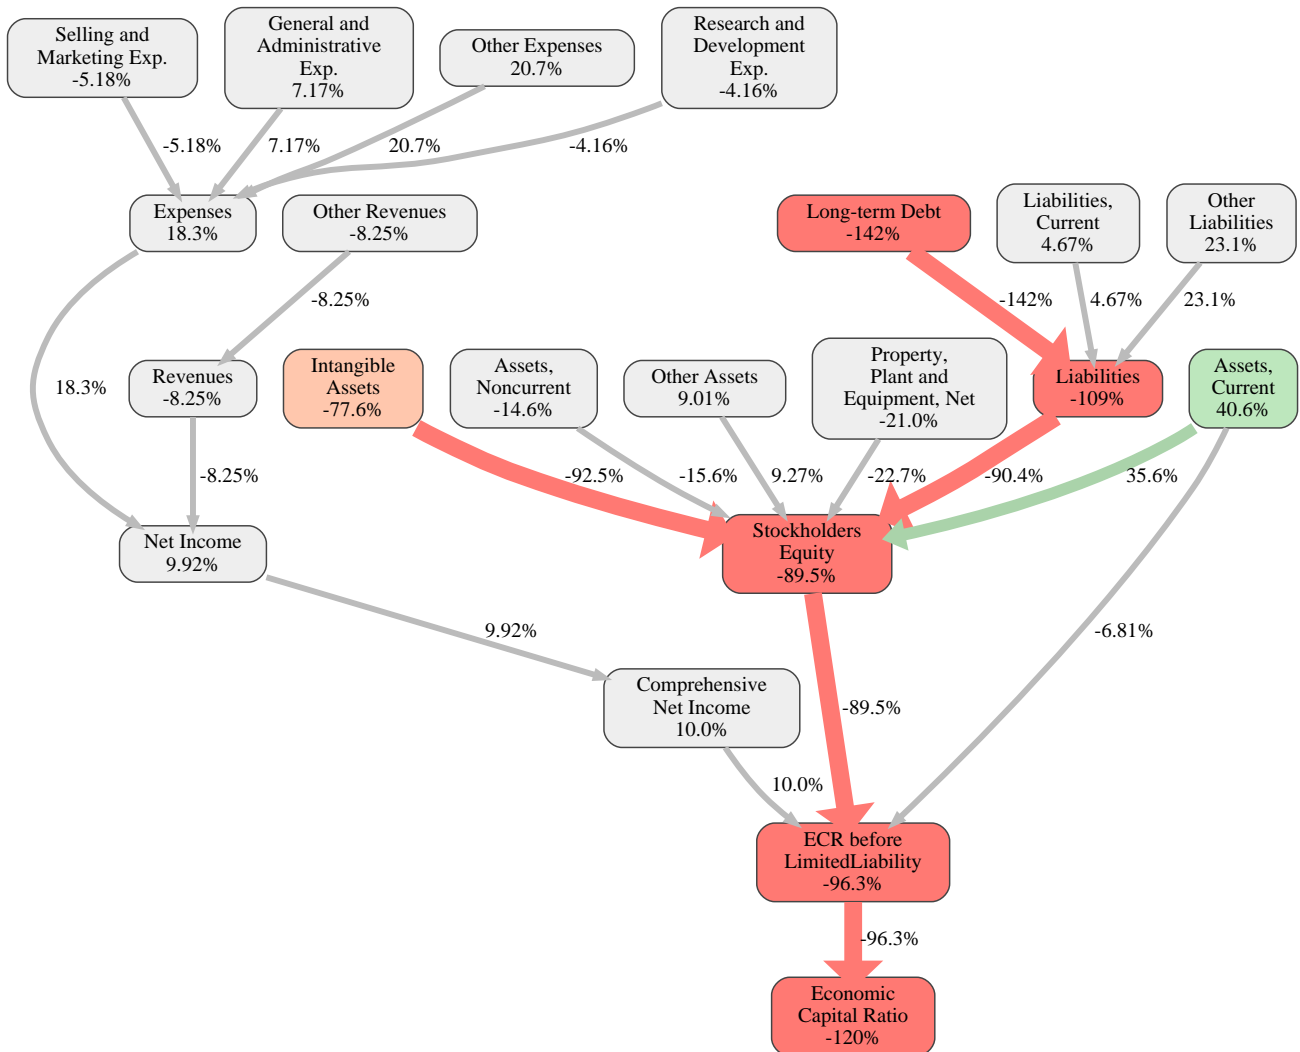 Selling and
Marketing Exp.
-5.18%
General and
Administrative
Exp.
7.17%
Other Expenses
20.7%
Research and
Development
Exp.
-4.16%
-5.18%
7.17%
20.7%
-4.16%
Expenses
18.3%
Other Revenues
-8.25%
Long-term Debt
-142%
Liabilities,
Current
4.67%
Other
Liabilities
23.1%
-8.25%
-142%
4.67%
23.1%
18.3%
Revenues
-8.25%
Intangible
Assets
-77.6%
Assets,
Noncurrent
-14.6%
Other Assets
9.01%
Property,
Plant and
Equipment, Net
-21.0%
Liabilities
-109%
Assets,
Current
40.6%
-8.25%
-92.5%
-15.6%
9.27%
-22.7%
-90.4%
35.6%
Net Income
9.92%
Stockholders
Equity
-89.5%
9.92%
-6.81%
Comprehensive
Net Income
10.0%
-89.5%
10.0%
ECR before
LimitedLiability
-96.3%
-96.3%
Economic
Capital Ratio
-120%